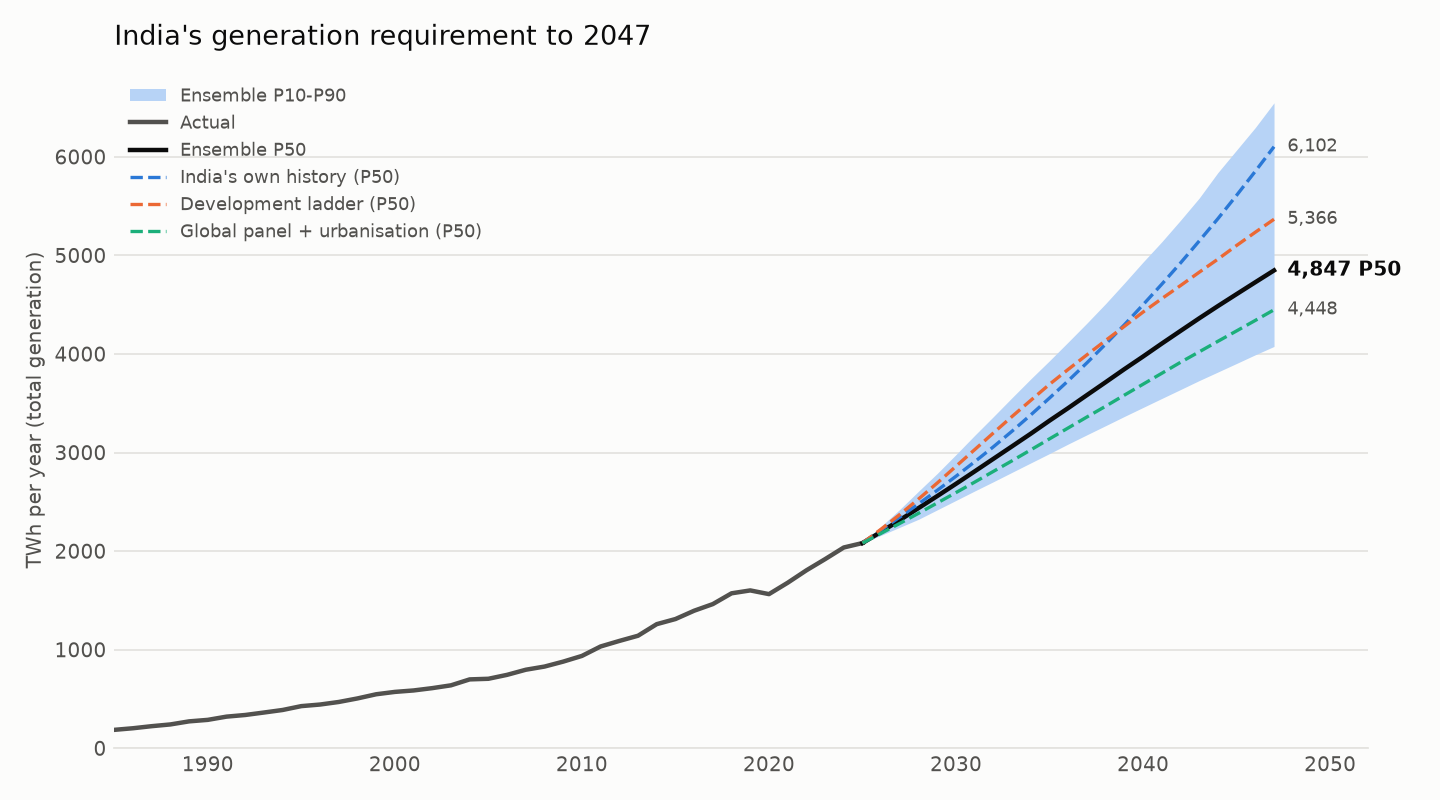 India's generation requirement to 2047
Ensemble P10-P90
Actual
Ensemble P50
India's own history (P50)
Development ladder (P50)
Global panel + urbanisation (P50)
TWh per year (total generation)
6000
5000
4000
3000
2000
1000
0
1990
2000
2010
2020
2030
2040
2050
6,102
5,366
4,847 P50
4,448